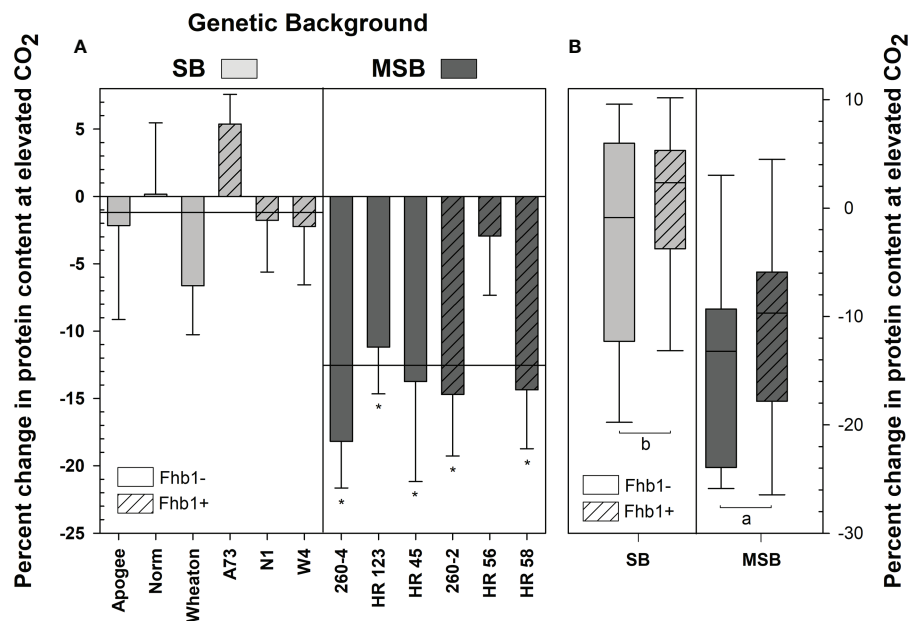 Genetic Background
A
SB
MSB
B
Percent change in protein content at elevated CO2
5
0
-5
-10
-15
-20
-25
Fhb1-
Fhb1+
*
*
*
*
*
Apogee
Norm
Wheaton
A73
N1
W4
260-4
HR 123
HR 45
260-2
HR 56
HR 58
b
a
Fhb1-
Fhb1+
SB
MSB
10
0
-10
-20
-30
Percent change in protein content at elevated CO2